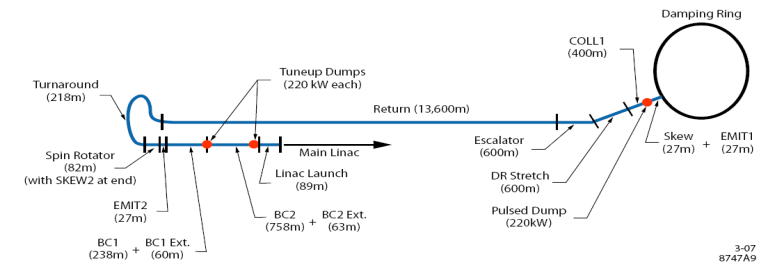 Damping Ring
COLL1
(400m)
Tuneup Dumps
(220 kW each)
Turnaround
(218m)
Return (13,600m)
Escalator
(600m)
Skew
(27m)
+
EMIT1
(27m)
Main Linac
Spin Rotator
(82m)
(with SKEW2 at end)
Linac Launch
(89m)
DR Stretch
(600m)
EMIT2
(27m)
Pulsed Dump
(220kW)
BC2
(758m)
+
BC2 Ext.
(63m)
BC1
(238m)
+
BC1 Ext.
(60m)
3-07
8747A9